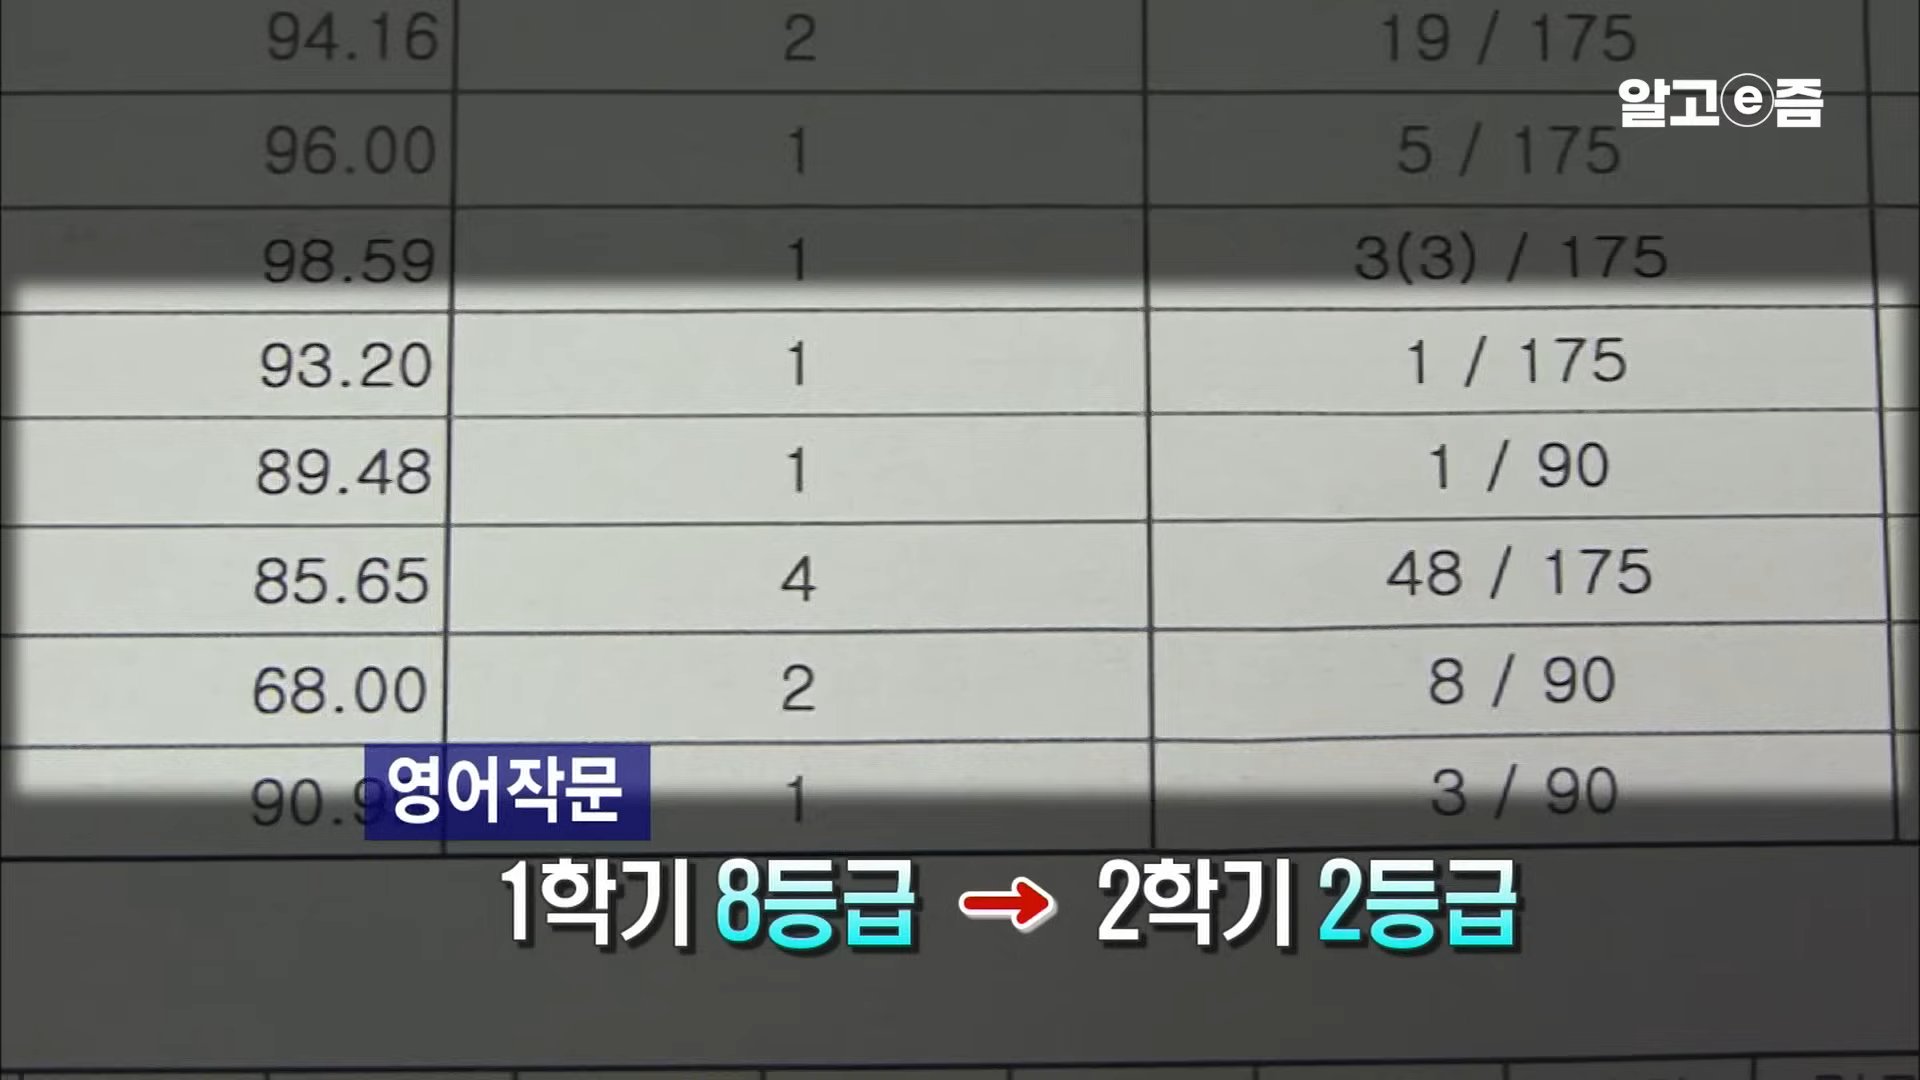 94.16 2 19 / 175
알고e즘
96.00 1 5 / 175
98.59 1 3(3) / 175
93.20 1 1 / 175
89.48 1 1 / 90
85.65 4 48 / 175
68.00 2 8 / 90
1 3 / 90
영어작문
1학기 8등급 → 2학기 2등급